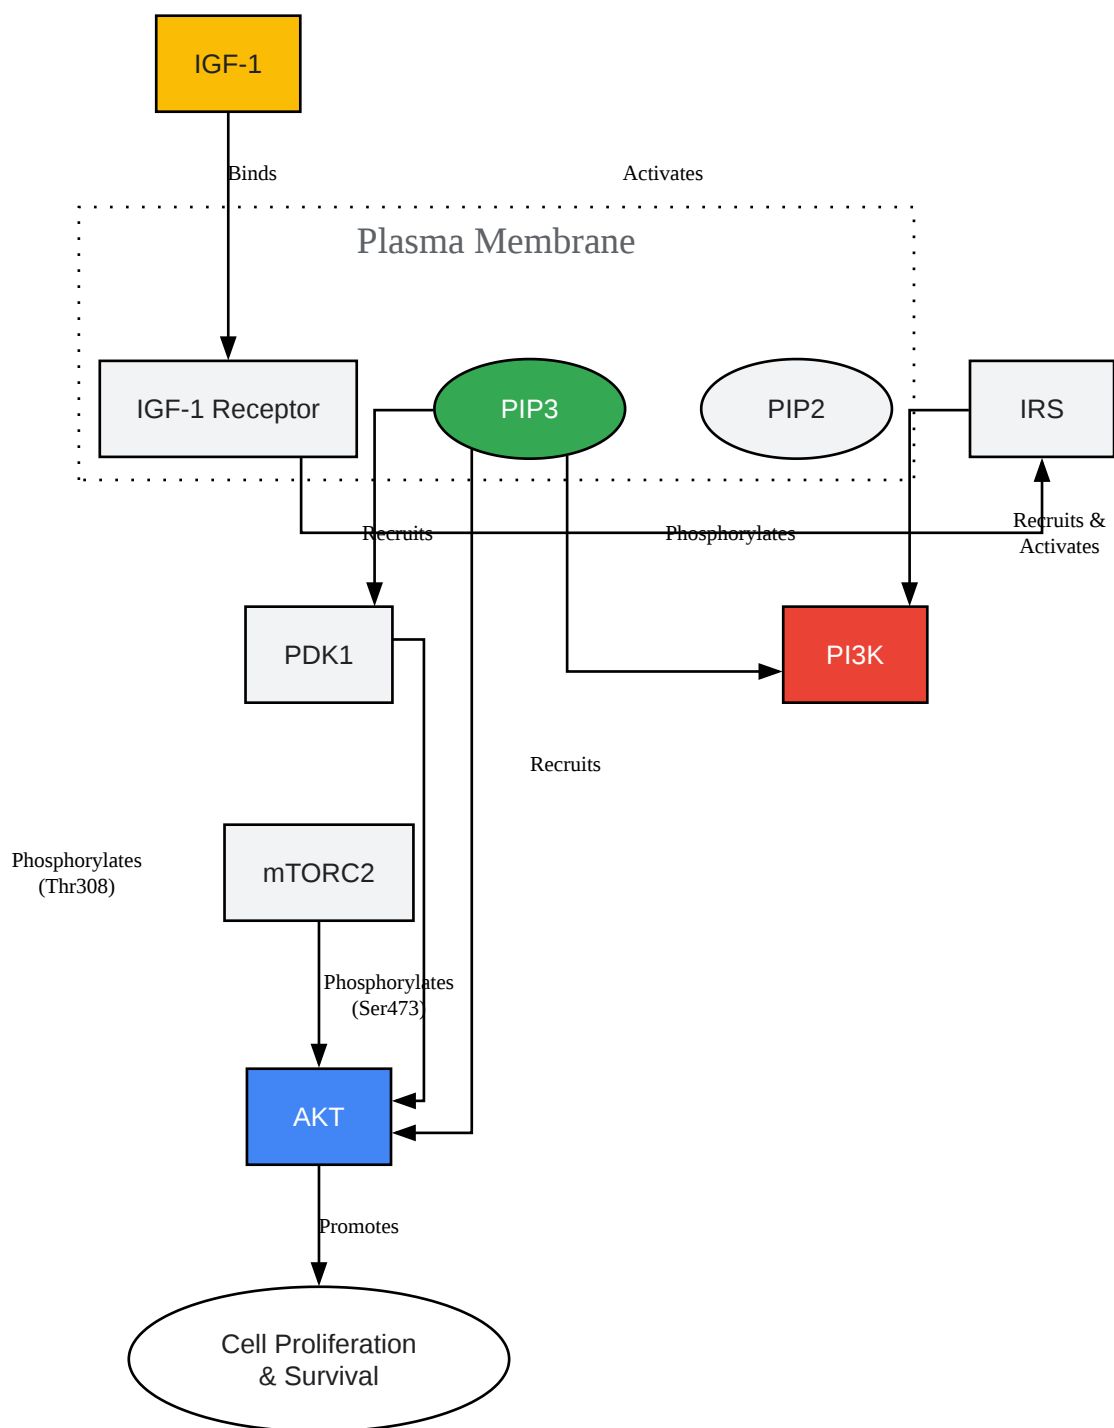 IGF-1
Binds
Activates
Plasma Membrane
IGF-1 Receptor
PIP3
PIP2
IRS
Recruits
Phosphorylates
Recruits &
Activates
PDK1
PI3K
Recruits
mTORC2
Phosphorylates
(Thr308)
Phosphorylates
(Ser473)
AKT
Promotes
Cell Proliferation
& Survival